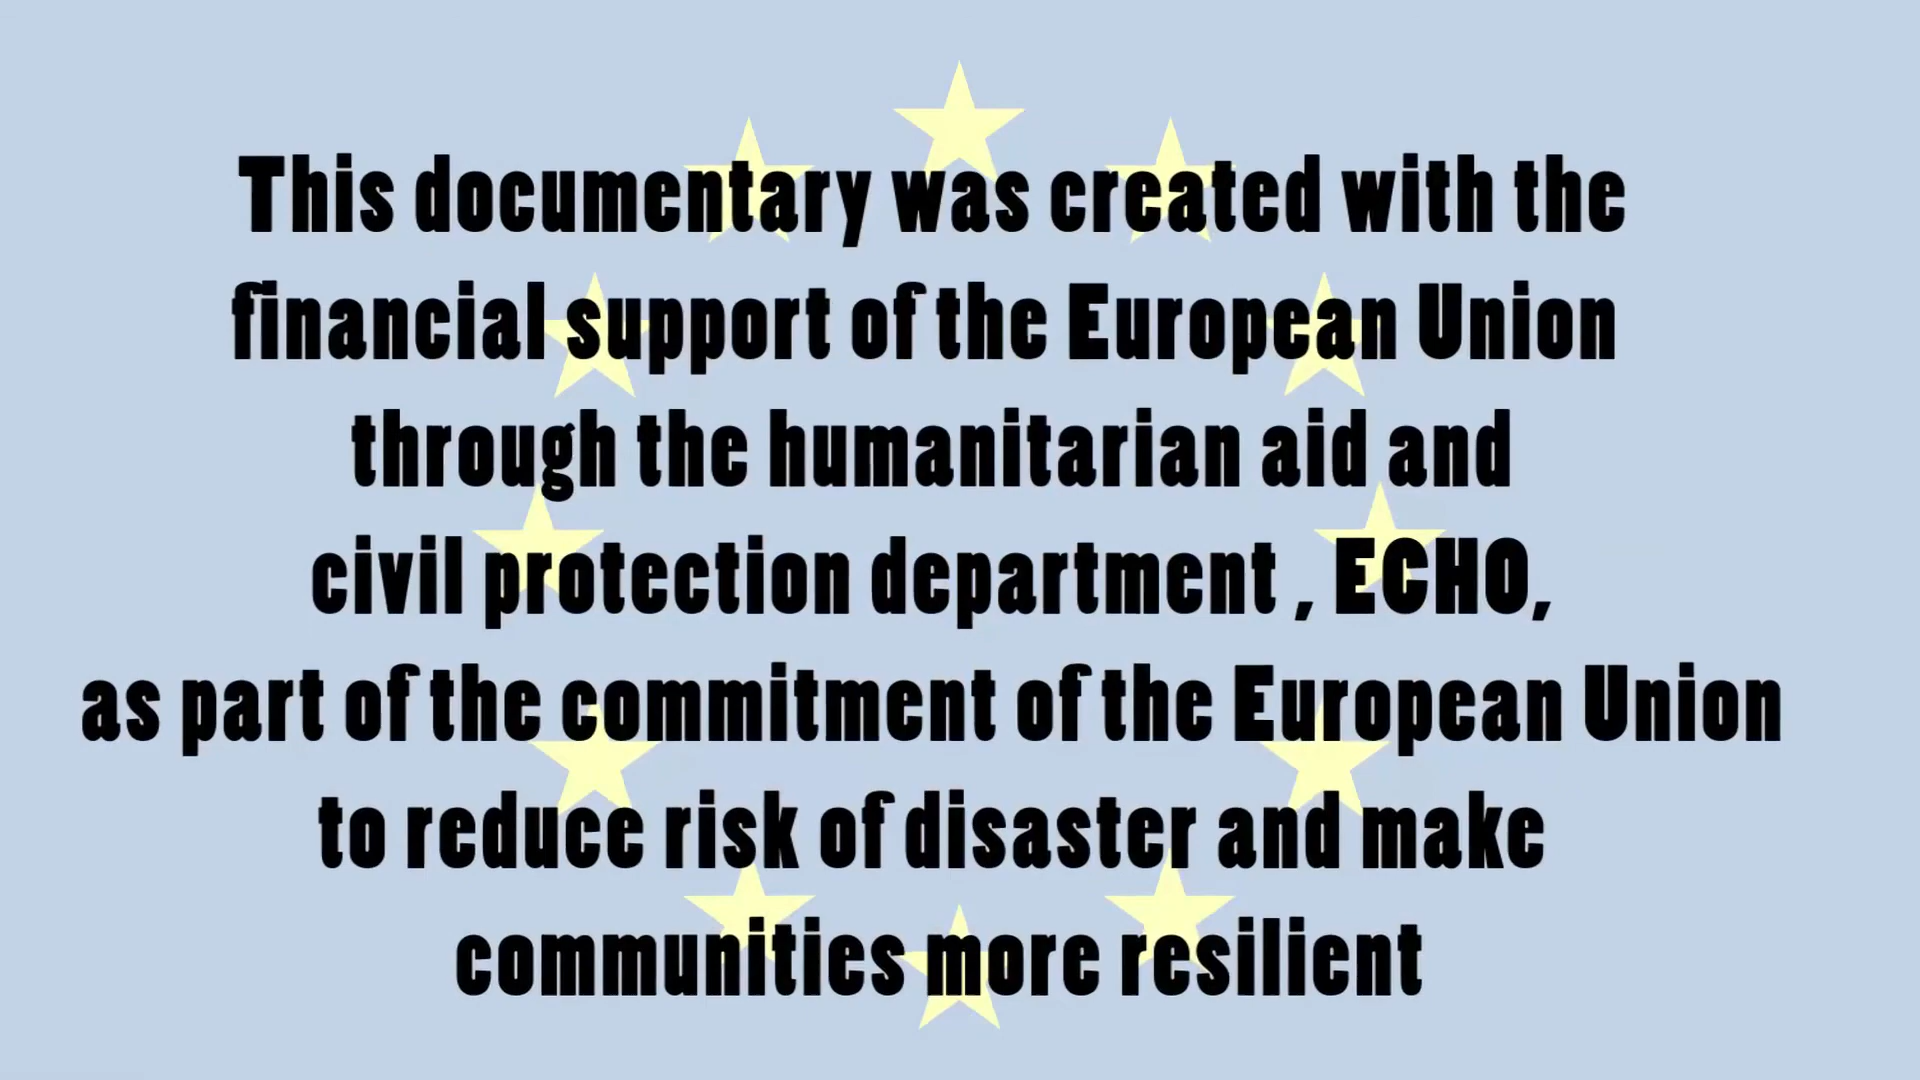 This documentary was created with the
financial support of the European Union
through the humanitarian aid and
civil protection department , ECHO,
as part of the commitment of the European Union
to reduce risk of disaster and make
communities more resilient